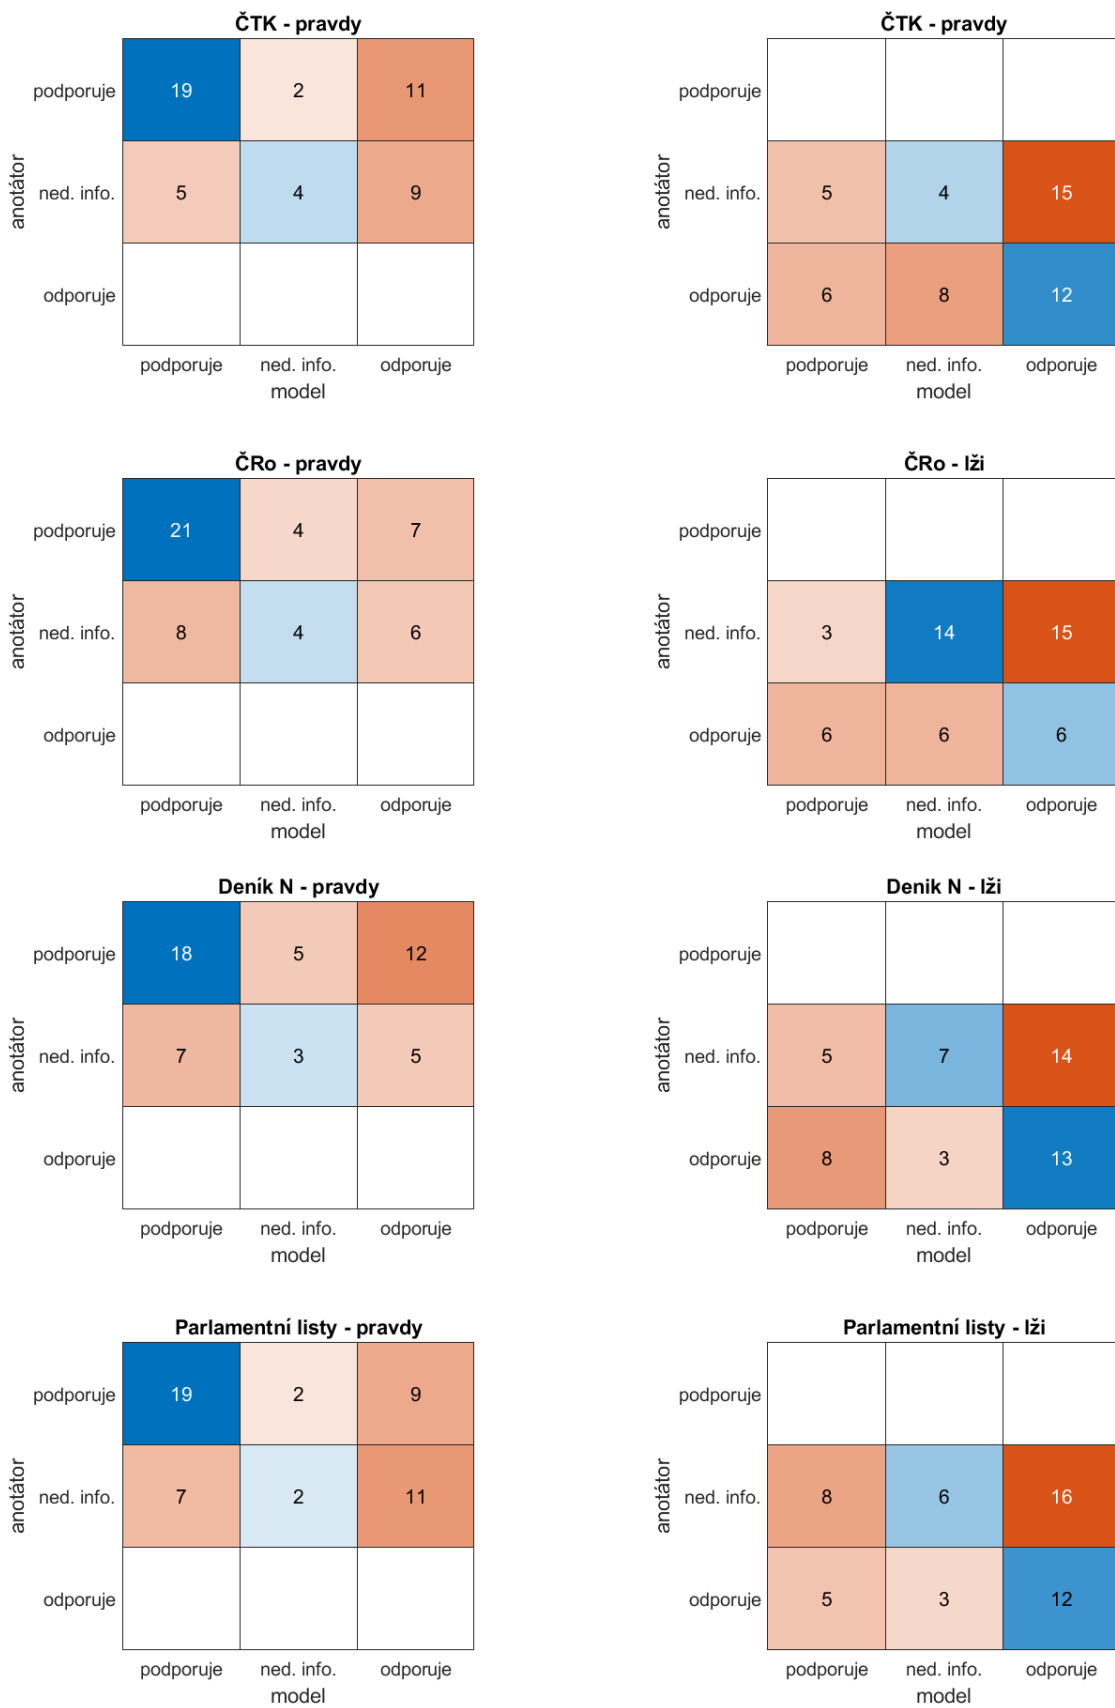 ČTK - pravdy
podporuje 19 2 11
ned. info. 5 4 9
odporuje
podporuje ned. info. odporuje
model
anotátor
ČTK - pravdy
podporuje
ned. info. 5 4 15
odporuje 6 8 12
podporuje ned. info. odporuje
model
anotátor
ČRo - pravdy
podporuje 21 4 7
ned. info. 8 4 6
odporuje
podporuje ned. info. odporuje
model
anotátor
ČRo - lži
podporuje
ned. info. 3 14 15
odporuje 6 6 6
podporuje ned. info. odporuje
model
anotátor
Deník N - pravdy
podporuje 18 5 12
ned. info. 7 3 5
odporuje
podporuje ned. info. odporuje
model
anotátor
Denik N - lži
podporuje
ned. info. 5 7 14
odporuje 8 3 13
podporuje ned. info. odporuje
model
anotátor
Parlamentní listy - pravdy
podporuje 19 2 9
ned. info. 7 2 11
odporuje
podporuje ned. info. odporuje
model
anotátor
Parlamentní listy - lži
podporuje
ned. info. 8 6 16
odporuje 5 3 12
podporuje ned. info. odporuje
model
anotátor